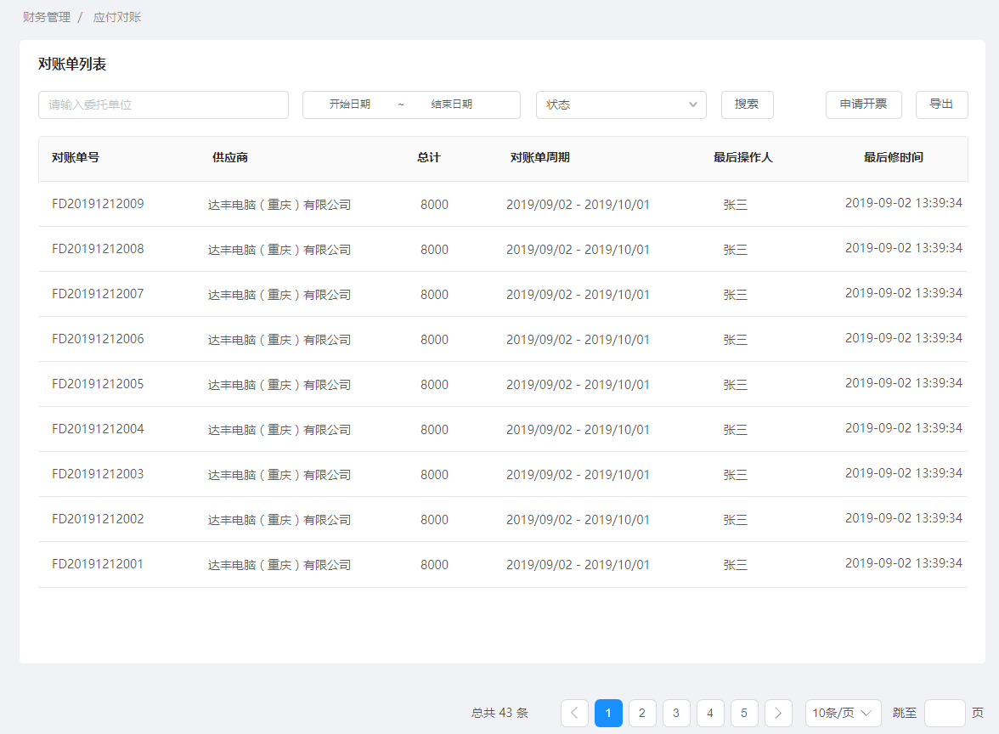 财务管理 / 应付对账
对账单列表
请输入委托单位 开始日期 ~ 结束日期 状态 搜索 申请开票 导出
对账单号 供应商 总计 对账单周期 最后操作人 最后修时间
FD20191212009 达丰电脑（重庆）有限公司 8000 2019/09/02 - 2019/10/01 张三 2019-09-02 13:39:34
FD20191212008 达丰电脑（重庆）有限公司 8000 2019/09/02 - 2019/10/01 张三 2019-09-02 13:39:34
FD20191212007 达丰电脑（重庆）有限公司 8000 2019/09/02 - 2019/10/01 张三 2019-09-02 13:39:34
FD20191212006 达丰电脑（重庆）有限公司 8000 2019/09/02 - 2019/10/01 张三 2019-09-02 13:39:34
FD20191212005 达丰电脑（重庆）有限公司 8000 2019/09/02 - 2019/10/01 张三 2019-09-02 13:39:34
FD20191212004 达丰电脑（重庆）有限公司 8000 2019/09/02 - 2019/10/01 张三 2019-09-02 13:39:34
FD20191212003 达丰电脑（重庆）有限公司 8000 2019/09/02 - 2019/10/01 张三 2019-09-02 13:39:34
FD20191212002 达丰电脑（重庆）有限公司 8000 2019/09/02 - 2019/10/01 张三 2019-09-02 13:39:34
FD20191212001 达丰电脑（重庆）有限公司 8000 2019/09/02 - 2019/10/01 张三 2019-09-02 13:39:34
总共 43 条 1 2 3 4 5 10条/页 跳至 页